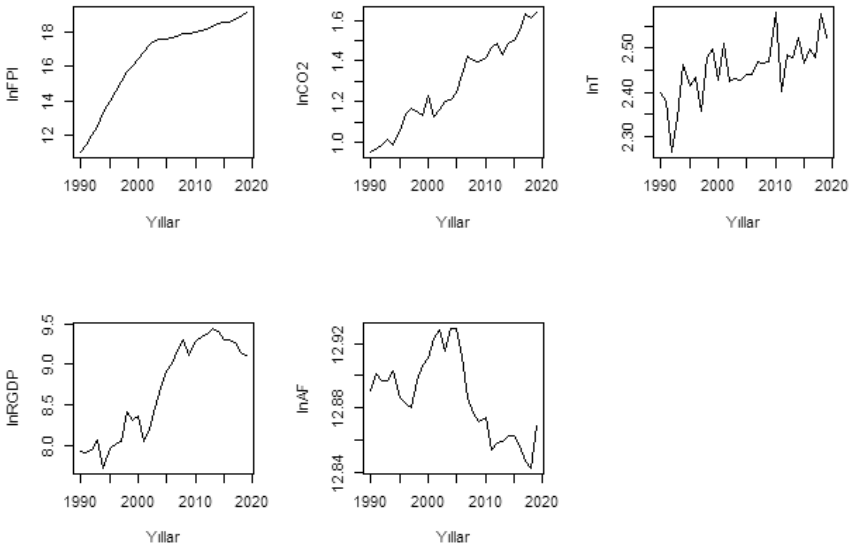 lnFPI
12 14 16 18
1990 2000 2010 2020
Yıllar
lnCO2
1.0 1.2 1.4 1.6
1990 2000 2010 2020
Yıllar
lnT
2.30 2.40 2.50
1990 2000 2010 2020
Yıllar
lnRGDP
8.0 8.5 9.0 9.5
1990 2000 2010 2020
Yıllar
lnAF
12.84 12.88 12.92
1990 2000 2010 2020
Yıllar